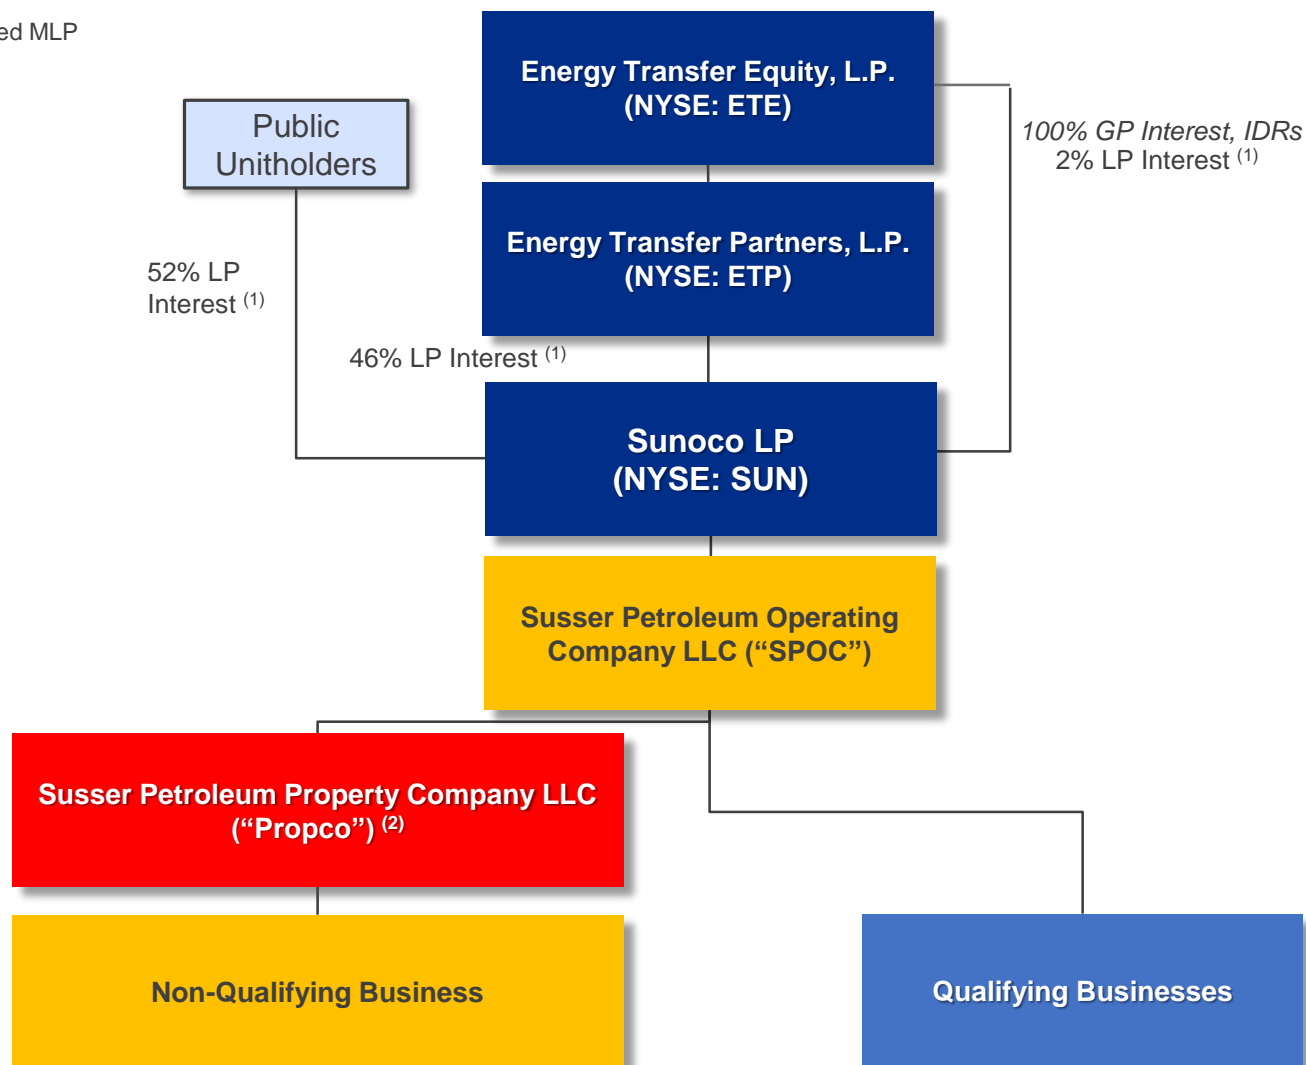 ed MLP
Energy Transfer Equity, L.P.
(NYSE: ETE)
Public
Unitholders
100% GP Interest, IDRs
2% LP Interest (1)
Energy Transfer Partners, L.P.
(NYSE: ETP)
52% LP
Interest (1)
46% LP Interest (1)
Sunoco LP
(NYSE: SUN)
Susser Petroleum Operating
Company LLC (“SPOC”)
Susser Petroleum Property Company LLC
(“Propco”) (2)
Non-Qualifying Business
Qualifying Businesses